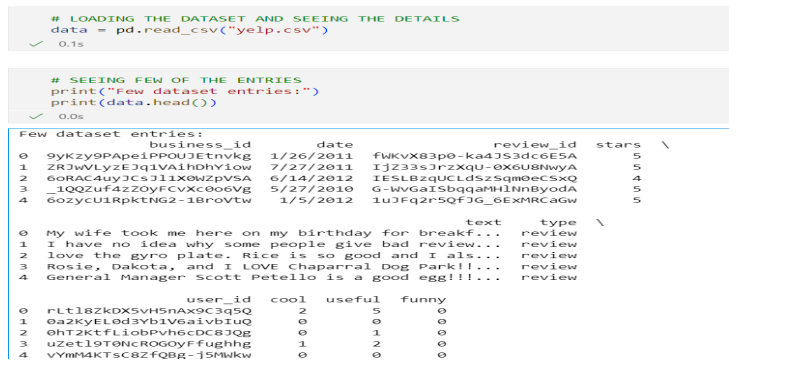 # LOADING THE DATASET AND SEEING THE DETAILS
data = pd.read_csv("yelp.csv")
✓ 0.1s
# SEEING FEW OF THE ENTRIES
print("Few dataset entries:")
print(data.head())
✓ 0.0s
Few dataset entries:
business_id date review_id stars \
0 9yKzy9PApeiPPOUJEtnvkg 1/26/2011 fWKvX83p0-ka4JS3dc6E5A 5
1 ZRJwVLyzEJq1VAihDhYiow 7/27/2011 IjZ33sJrzXqU-0X6U8NwyA 5
2 6oRAC4uyJCsJl1X0WZpVSA 6/14/2012 IESLBzqUCLdSzSqm0eCSxQ 4
3 _1QQZuf4zZOyFCvXc0o6Vg 5/27/2010 G-WvGaISbqqaMHlNnByodA 5
4 6ozycU1RpktNG2-1BroVtw 1/5/2012 1uJFq2r5QfJG_6ExMRCaGw 5
text type \
0 My wife took me here on my birthday for breakf... review
1 I have no idea why some people give bad review... review
2 love the gyro plate. Rice is so good and I als... review
3 Rosie, Dakota, and I LOVE Chaparral Dog Park!!... review
4 General Manager Scott Petello is a good egg!!!... review
user_id cool useful funny
0 rLtl8ZkDX5vH5nAx9C3q5Q 2 5 0
1 0a2KyEL0d3Yb1V6aivbIuQ 0 0 0
2 0hT2KtfLiobPvh6cDC8JQg 0 1 0
3 uZetl9T0NcROGOyFfughhg 1 2 0
4 vYmM4KTsC8ZfQBg-j5MWkw 0 0 0